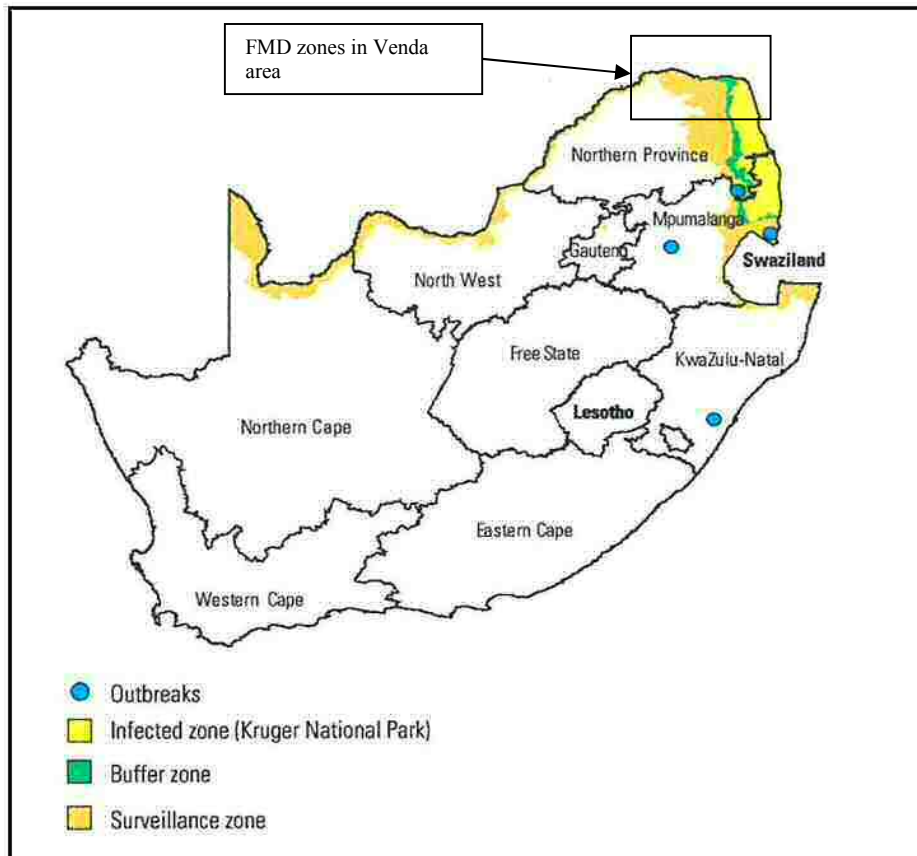 FMD zones in Venda
area
Northern Province
Mpumalanga
Gauteng
Swaziland
North West
Free State
KwaZulu-Natal
Lesotho
Northern Cape
Eastern Cape
Western Cape
Outbreaks
Infected zone (Kruger National Park)
Buffer zone
Surveillance zone